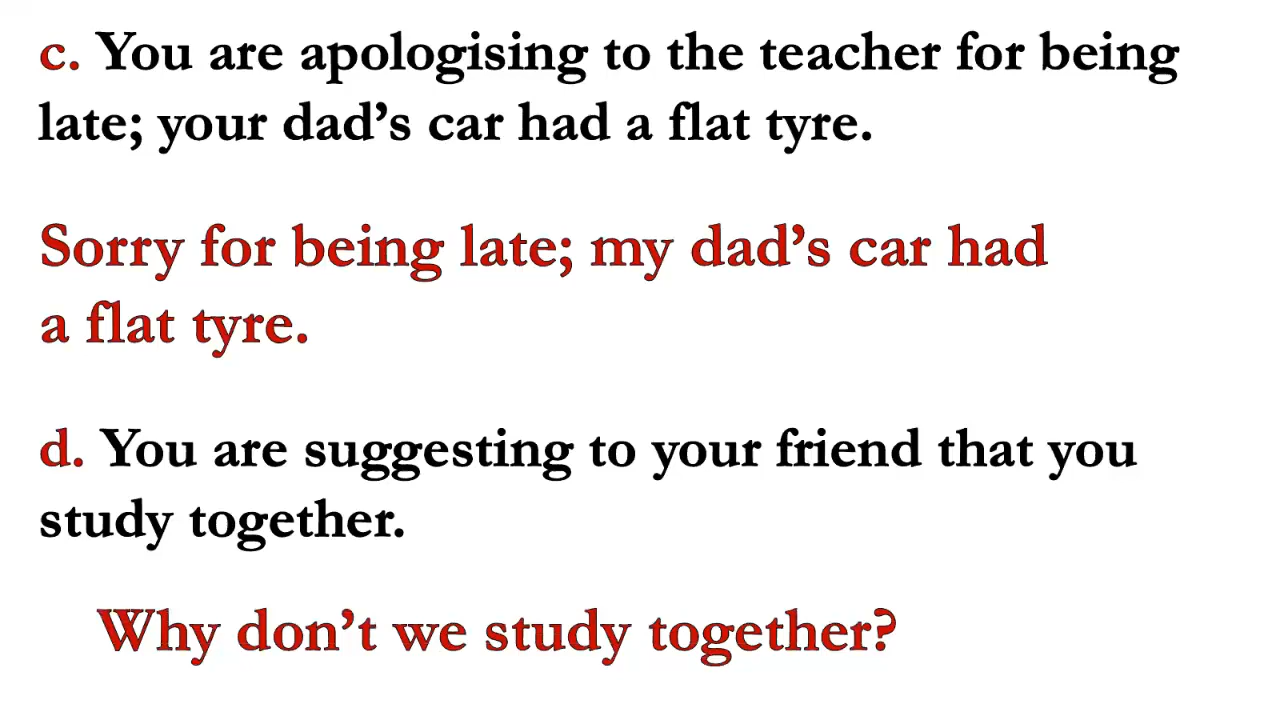 c. You are apologising to the teacher for being
late; your dad’s car had a flat tyre.
Sorry for being late; my dad’s car had
a flat tyre.
d. You are suggesting to your friend that you
study together.
Why don’t we study together?